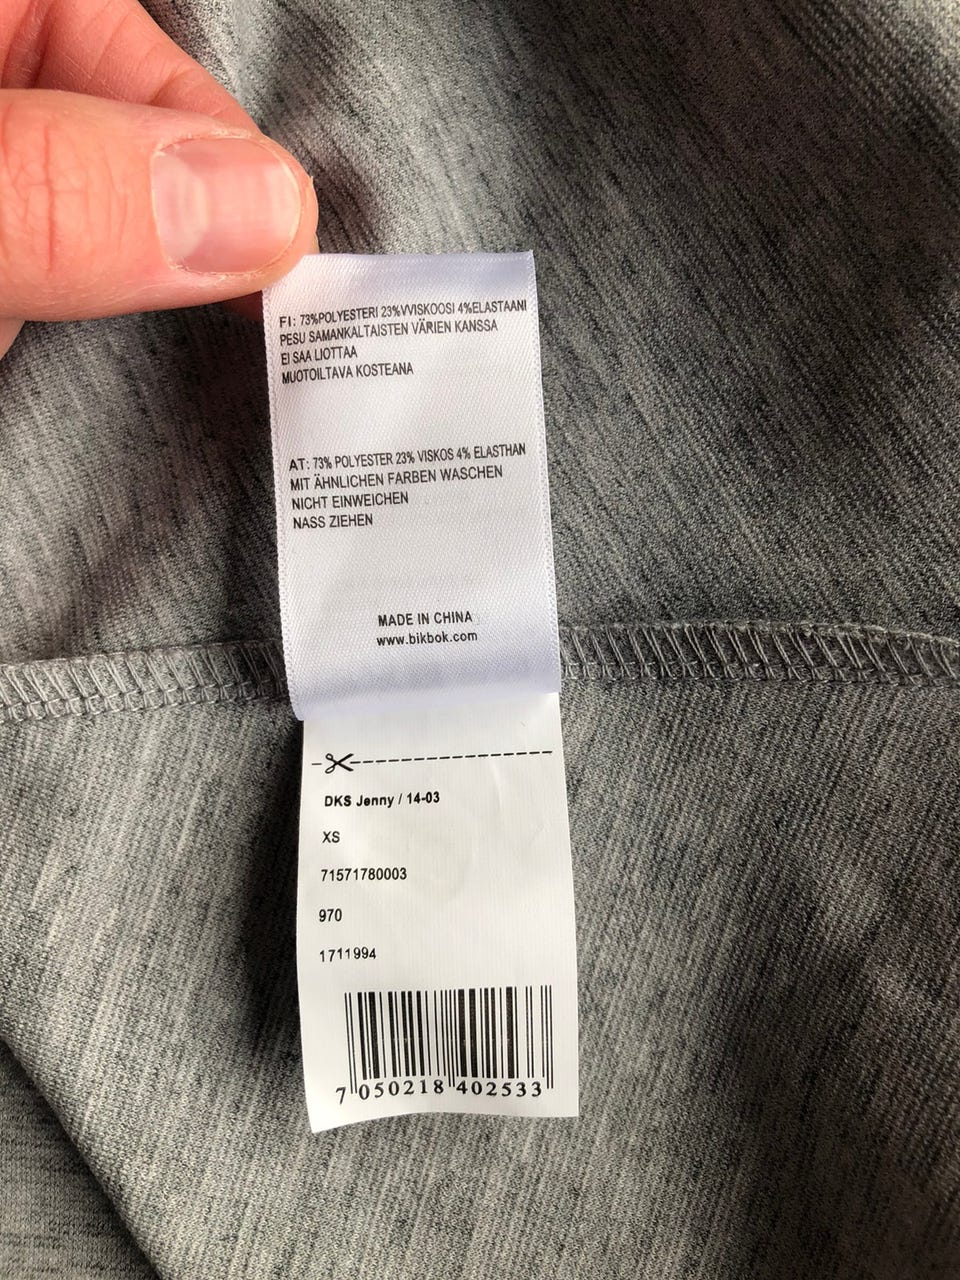 FI: 73%POLYESTERI 23%VVISKOOSI 4%ELASTAANI
PESU SAMANKALTAISTEN VÄRIEN KANSSA
EI SAA LIOTTAA
MUOTOILTAVA KOSTEANA
AT: 73% POLYESTER 23% VISKOS 4% ELASTHAN
MIT ÄHNLICHEN FARBEN WASCHEN
NICHT EINWEICHEN
NASS ZIEHEN
MADE IN CHINA
www.bikbok.com
DKS Jenny / 14-03
XS
71571780003
970
1711994
7 050218 402533